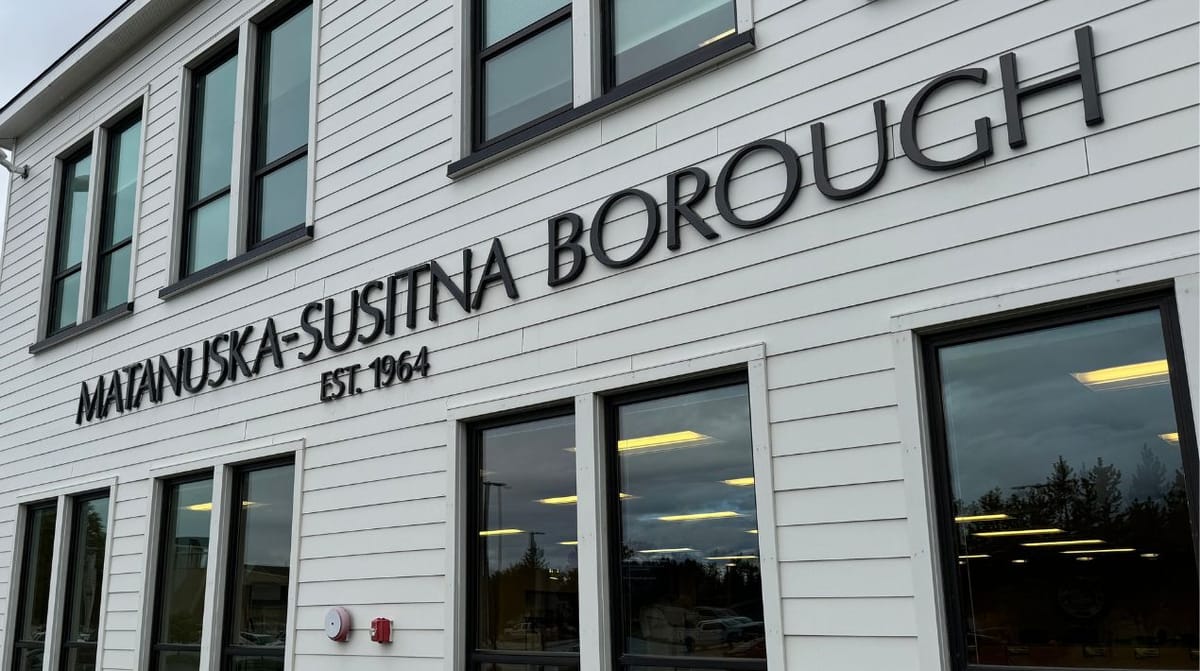 MATANUSKA-SUSITNA BOROUGH
EST. 1964